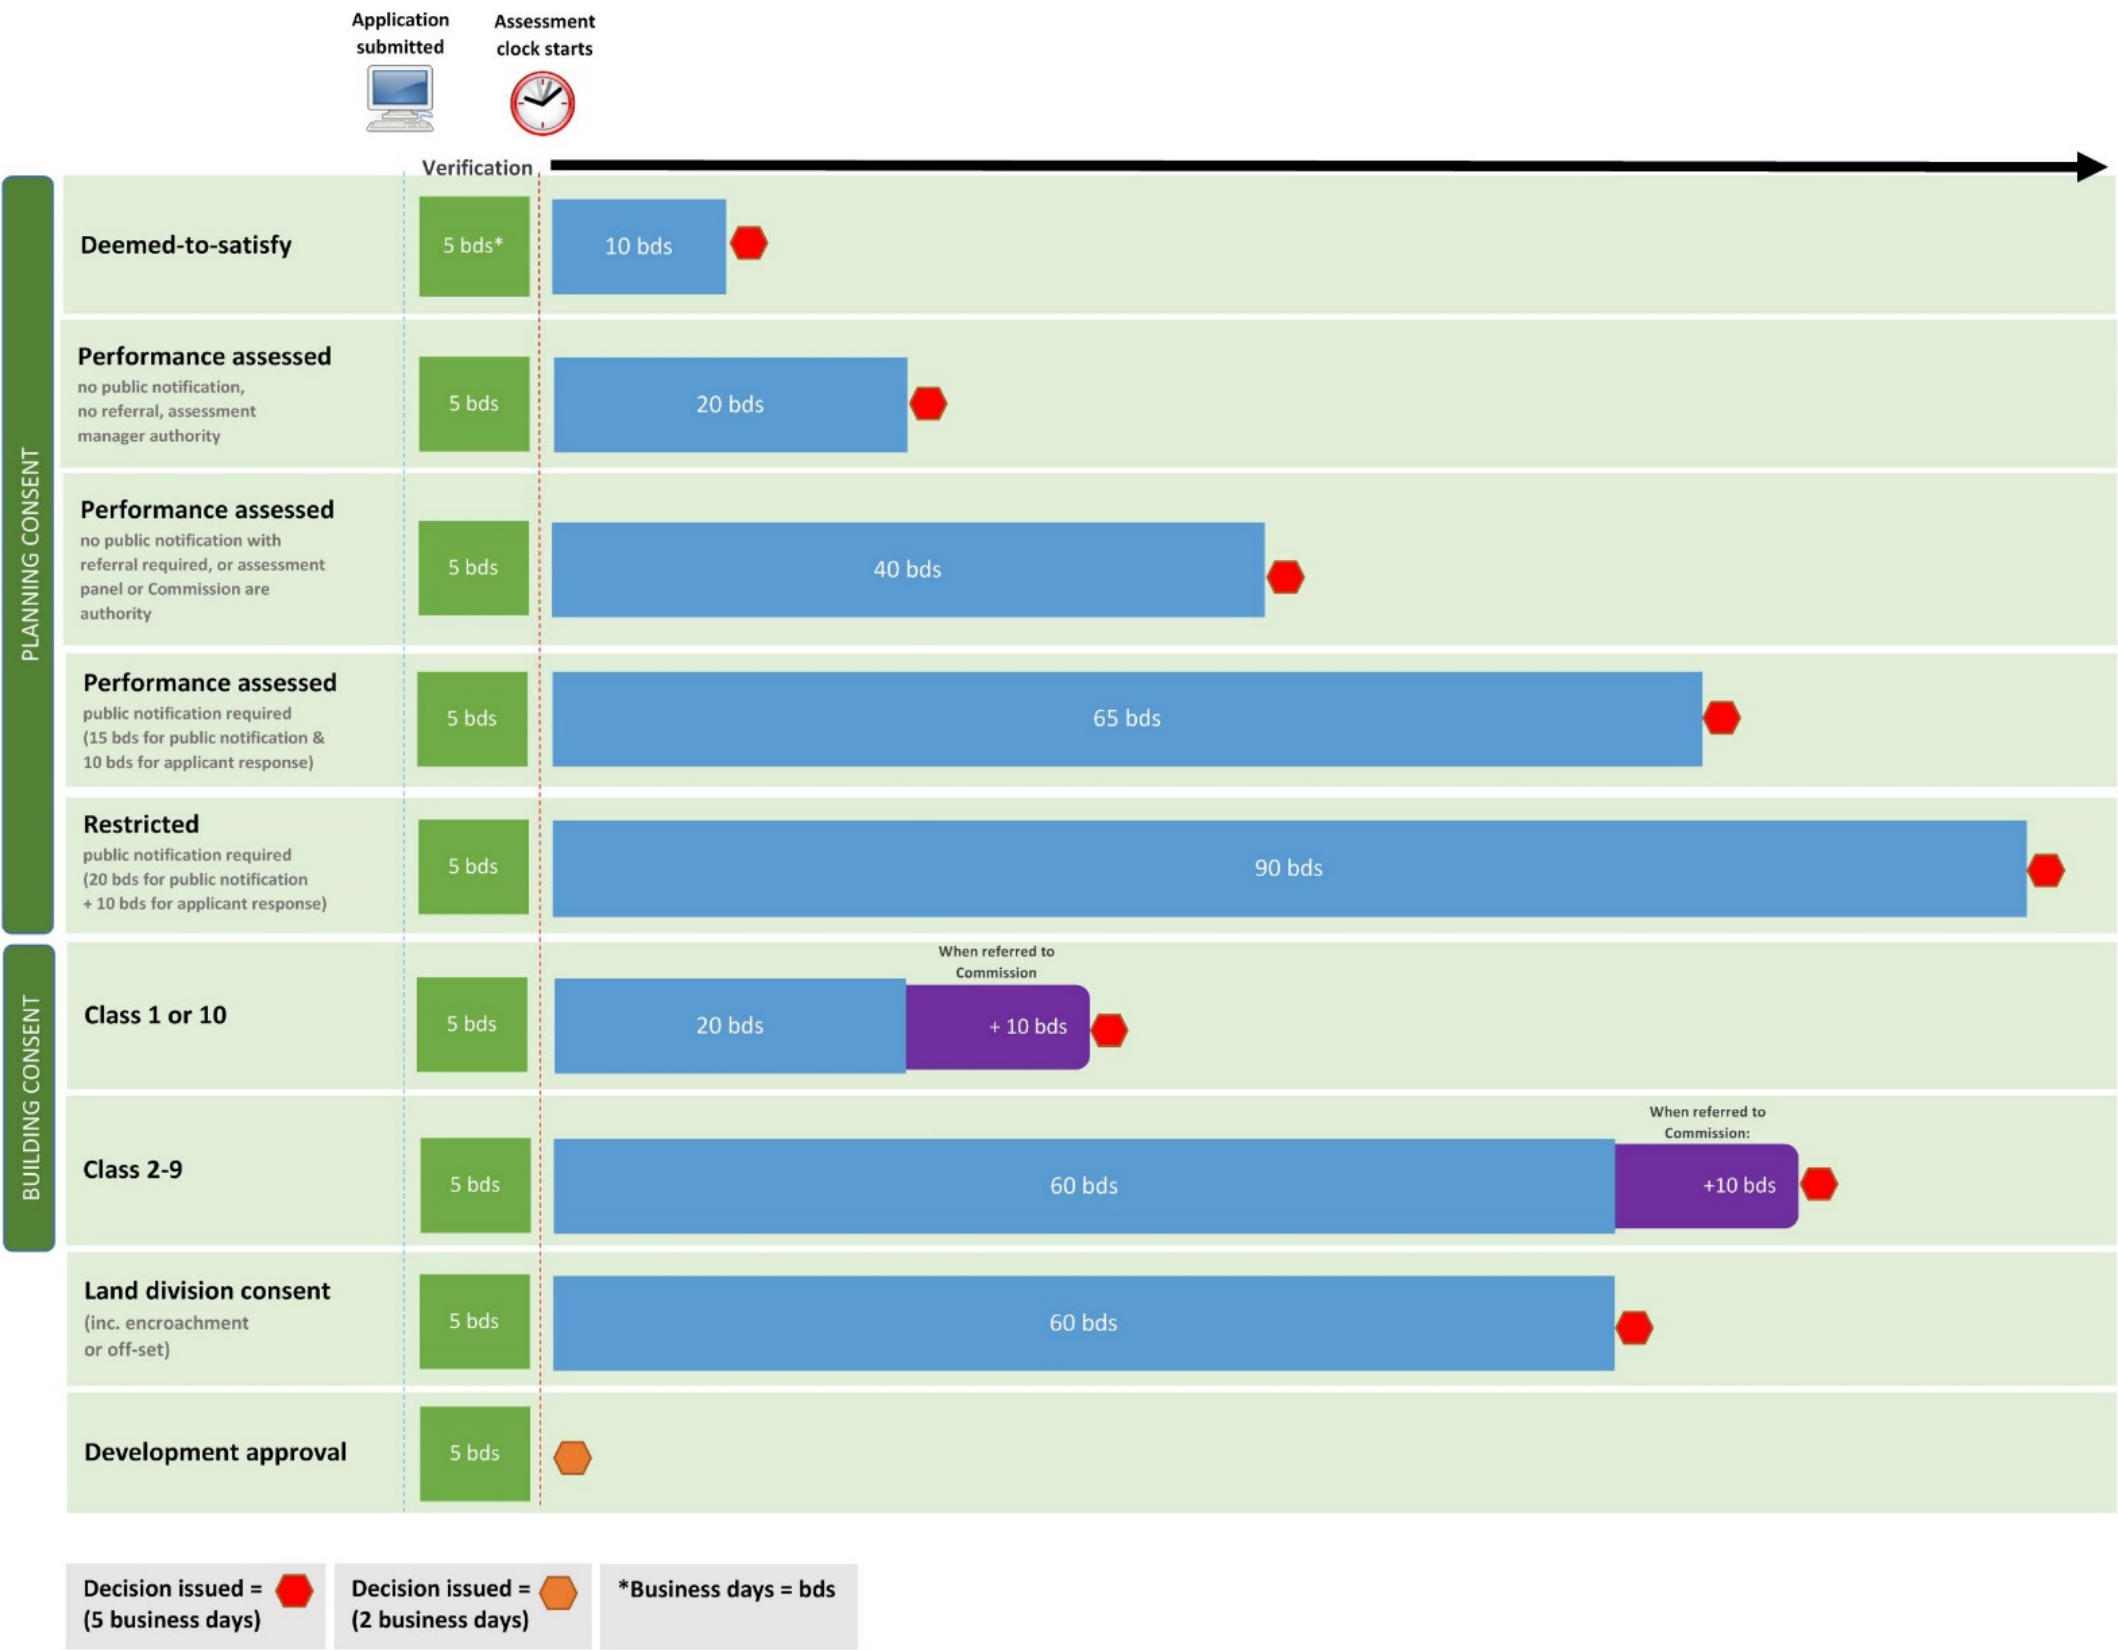 Application
submitted
Assessment
clock starts
Verification
PLANNING CONSENT
Deemed-to-satisfy
5 bds*
10 bds
Performance assessed
no public notification,
no referral, assessment
manager authority
5 bds
20 bds
Performance assessed
no public notification with
referral required, or assessment
panel or Commission are
authority
5 bds
40 bds
Performance assessed
public notification required
(15 bds for public notification &
10 bds for applicant response)
5 bds
65 bds
Restricted
public notification required
(20 bds for public notification
+ 10 bds for applicant response)
5 bds
90 bds
BUILDING CONSENT
Class 1 or 10
5 bds
20 bds
When referred to
Commission
+ 10 bds
Class 2-9
5 bds
60 bds
When referred to
Commission:
+10 bds
Land division consent
(inc. encroachment
or off-set)
5 bds
60 bds
Development approval
5 bds
Decision issued =
(5 business days)
Decision issued =
(2 business days)
*Business days = bds